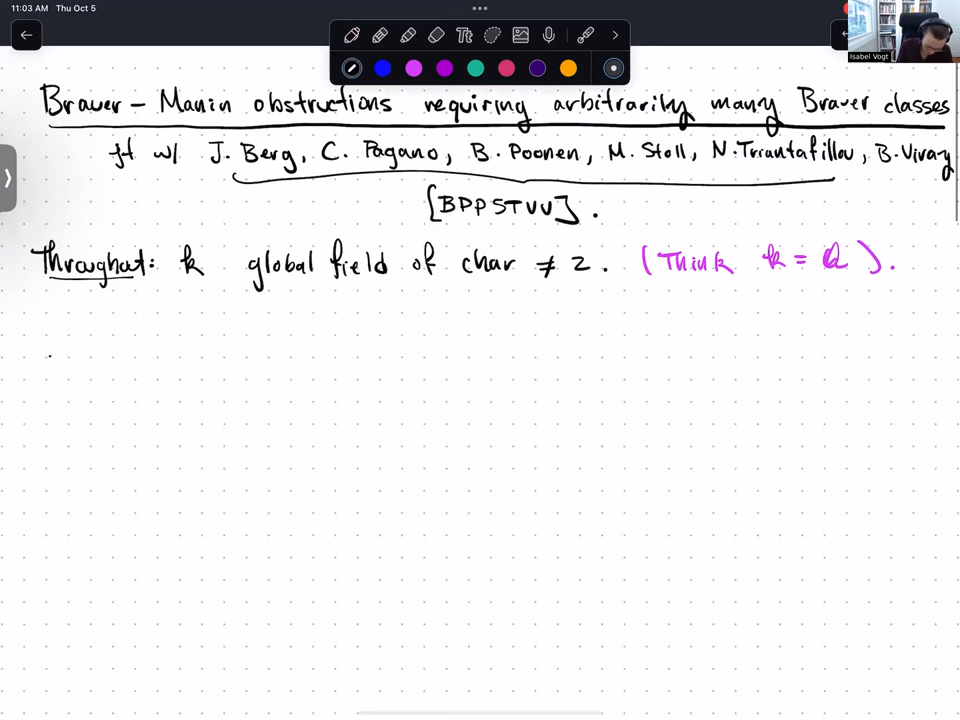 11:03 AM Thu Oct 5
Tt
Isabel Vogt
Brauer – Manin obstructions requiring arbitrarily many Brauer classes
jt w/ J. Berg, C. Pagano, B. Poonen, M. Stoll, N. Triantafillou, B. Viray
[BPPSTVV].
Throughout: k global field of char ≠ 2. (Think k = Q).